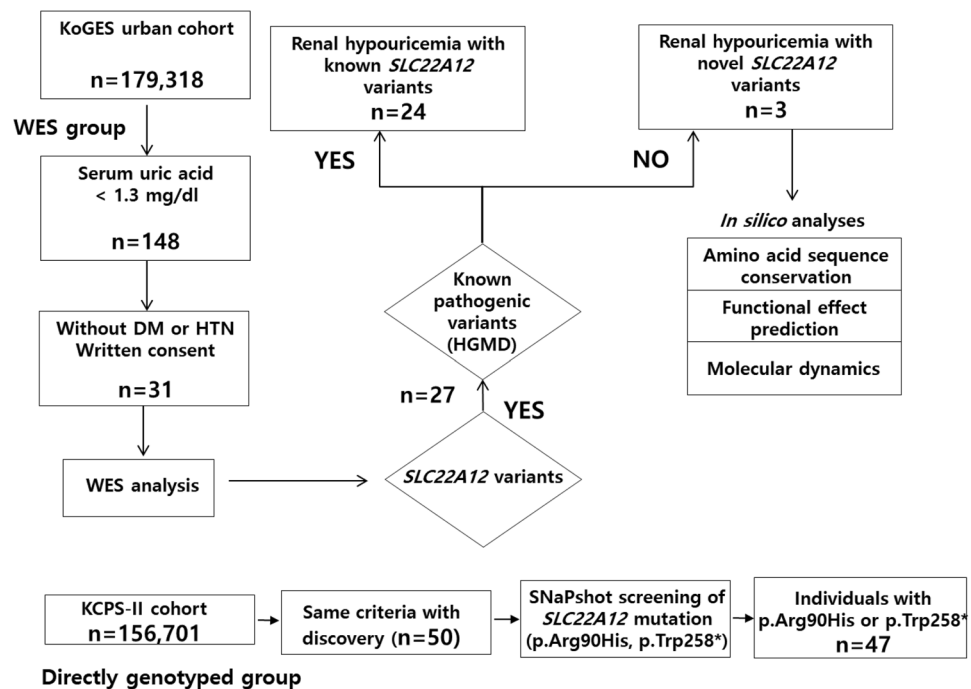 KoGES urban cohort
n=179,318
WES group
Serum uric acid
< 1.3 mg/dl
n=148
Without DM or HTN
Written consent
n=31
WES analysis
SLC22A12 variants
n=27
YES
Known
pathogenic
variants
(HGMD)
YES
NO
Renal hypouricemia with
known SLC22A12
variants
n=24
Renal hypouricemia with
novel SLC22A12
variants
n=3
In silico analyses
Amino acid sequence
conservation
Functional effect
prediction
Molecular dynamics
KCPS-II cohort
n=156,701
Same criteria with
discovery (n=50)
SNaPshot screening of
SLC22A12 mutation
(p.Arg90His, p.Trp258*)
Individuals with
p.Arg90His or p.Trp258*
n=47
Directly genotyped group